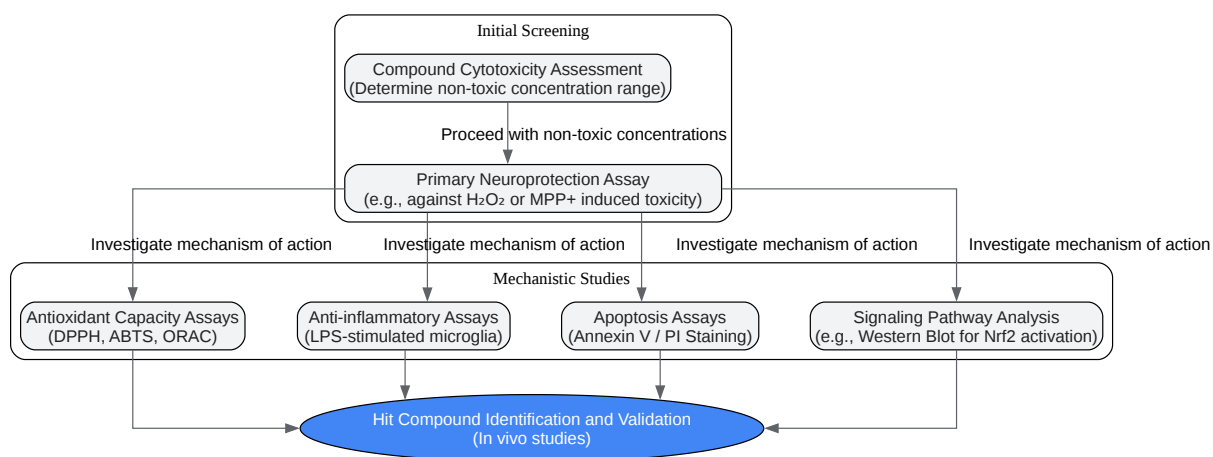 Initial Screening
Compound Cytotoxicity Assessment
(Determine non-toxic concentration range)
Proceed with non-toxic concentrations
Primary Neuroprotection Assay
(e.g., against H₂O₂ or MPP+ induced toxicity)
Investigate mechanism of action
Investigate mechanism of action
Investigate mechanism of action
Investigate mechanism of action
Mechanistic Studies
Antioxidant Capacity Assays
(DPPH, ABTS, ORAC)
Anti-inflammatory Assays
(LPS-stimulated microglia)
Apoptosis Assays
(Annexin V / PI Staining)
Signaling Pathway Analysis
(e.g., Western Blot for Nrf2 activation)
Hit Compound Identification and Validation
(In vivo studies)